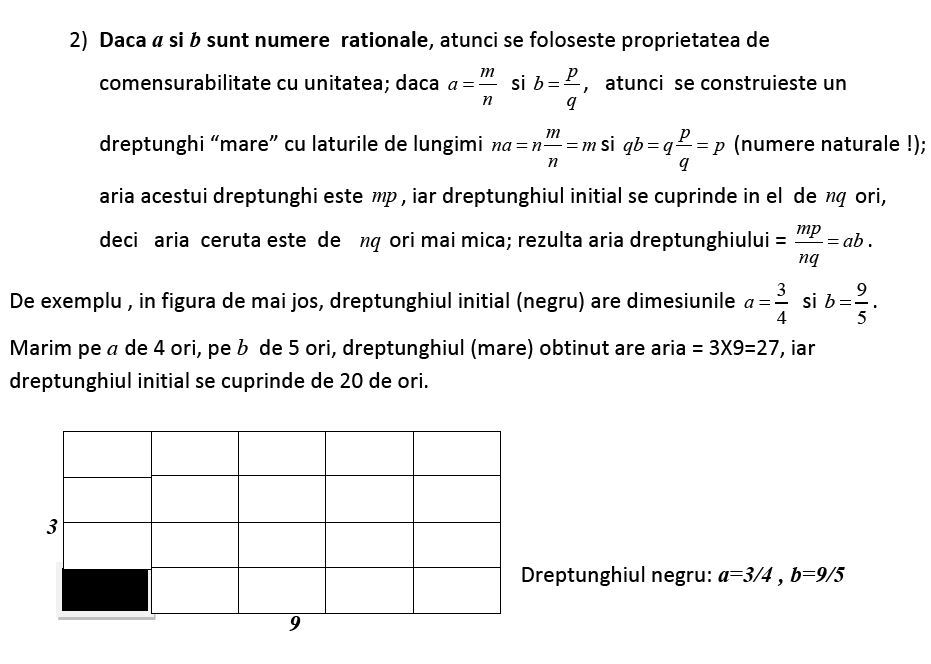 2) Daca a si b sunt numere rationale, atunci se foloseste proprietatea de
comensurabilitate cu unitatea; daca a = m/n si b = p/q, atunci se construieste un
dreptunghi “mare” cu laturile de lungimi na = n m/n = m si qb = q p/q = p (numere naturale !);
aria acestui dreptunghi este mp , iar dreptunghiul initial se cuprinde in el de nq ori,
deci aria ceruta este de nq ori mai mica; rezulta aria dreptunghiului = mp/nq = ab .
De exemplu , in figura de mai jos, dreptunghiul initial (negru) are dimesiunile a = 3/4 si b = 9/5 .
Marim pe a de 4 ori, pe b de 5 ori, dreptunghiul (mare) obtinut are aria = 3X9=27, iar
dreptunghiul initial se cuprinde de 20 de ori.
3
Dreptunghiul negru: a=3/4 , b=9/5
9